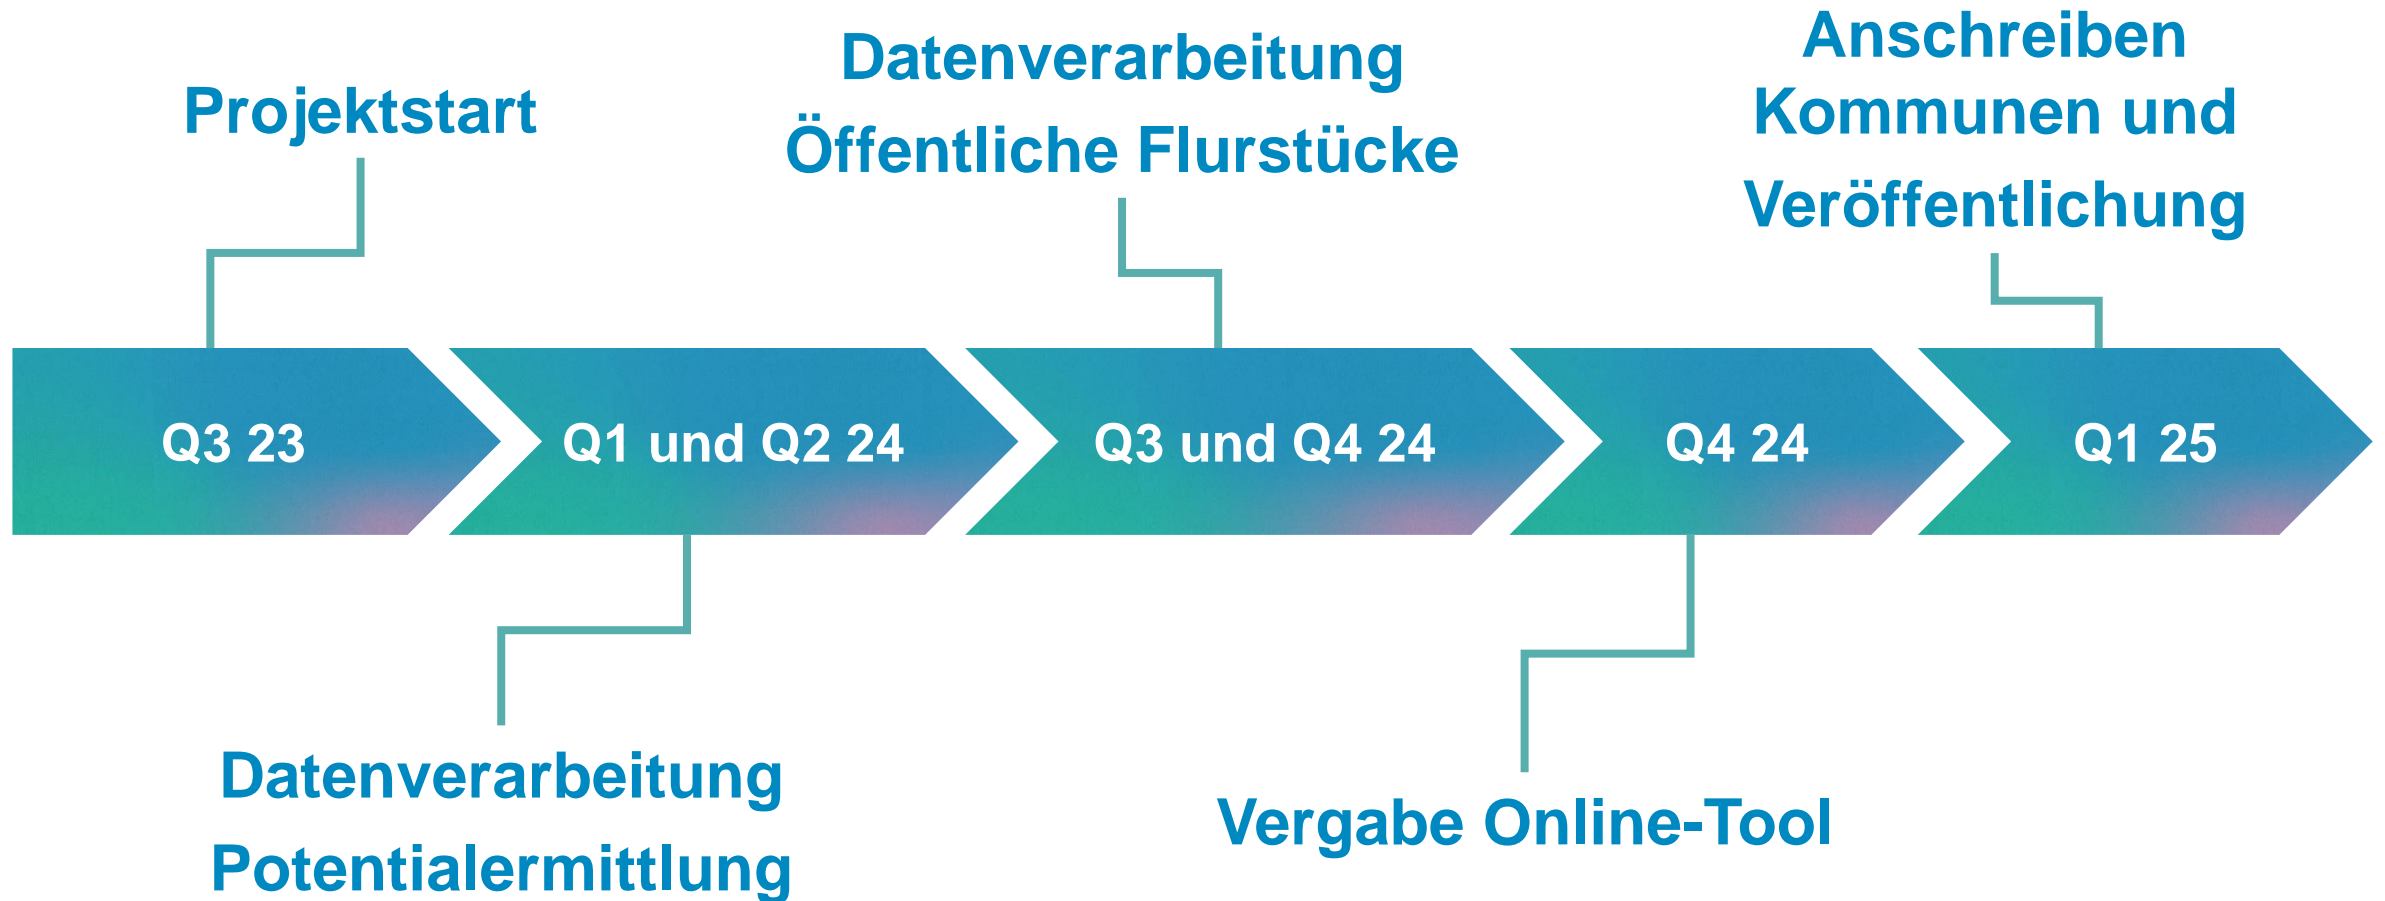 Projektstart
Datenverarbeitung
Öffentliche Flurstücke
Anschreiben
Kommunen und
Veröffentlichung
Q3 23
Q1 und Q2 24
Q3 und Q4 24
Q4 24
Q1 25
Datenverarbeitung
Potentialermittlung
Vergabe Online-Tool